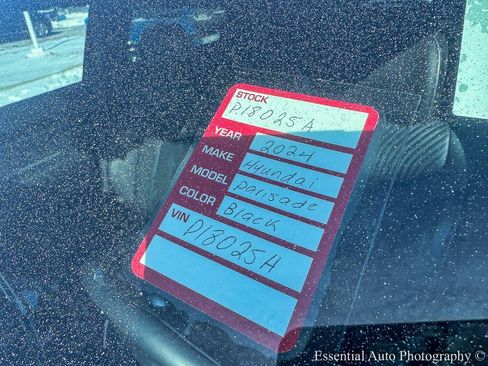 STOCK
P18025A
YEAR 2024
MAKE Hyundai
MODEL Palisade
COLOR Black
VIN P18025A
Essential Auto Photography ©